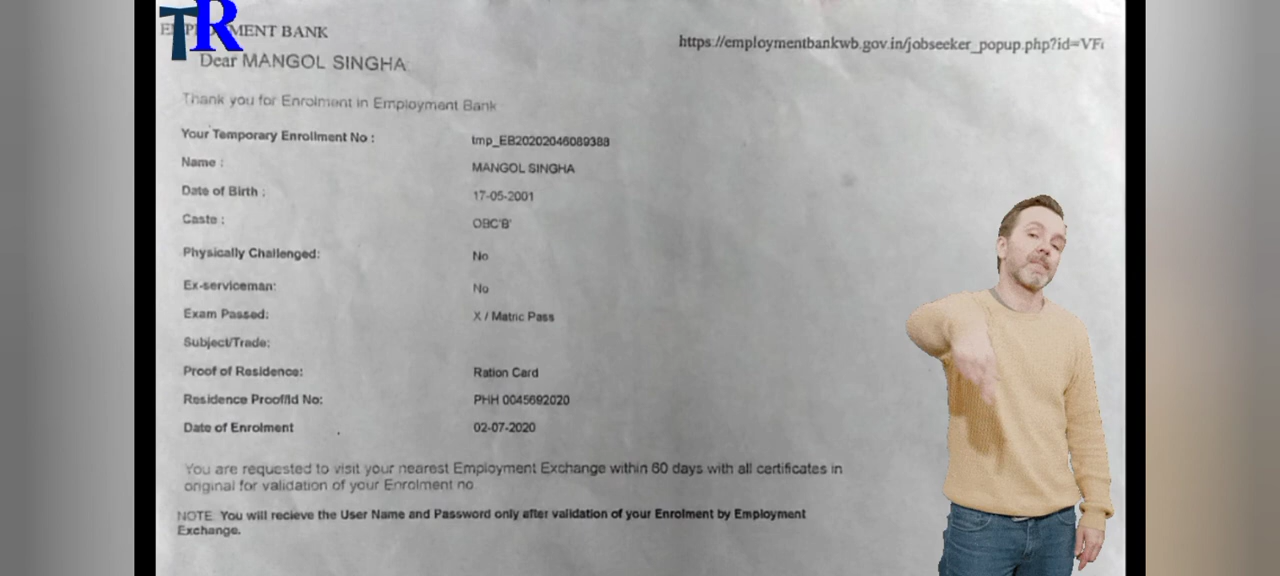 TR
EMPLOYMENT BANK
https://employmentbankwb.gov.in/jobseeker_popup.php?id=VF
Dear MANGOL SINGHA
Thank you for Enrolment in Employment Bank
Your Temporary Enrollment No : tmp_EB20202046089388
Name : MANGOL SINGHA
Date of Birth : 17-05-2001
Caste : OBC'B'
Physically Challenged: No
Ex-serviceman: No
Exam Passed: X / Matric Pass
Subject/Trade:
Proof of Residence: Ration Card
Residence Proof/Id No: PHH 0045692020
Date of Enrolment 02-07-2020
You are requested to visit your nearest Employment Exchange within 60 days with all certificates in
original for validation of your Enrolment no
NOTE You will recieve the User Name and Password only after validation of your Enrolment by Employment
Exchange.